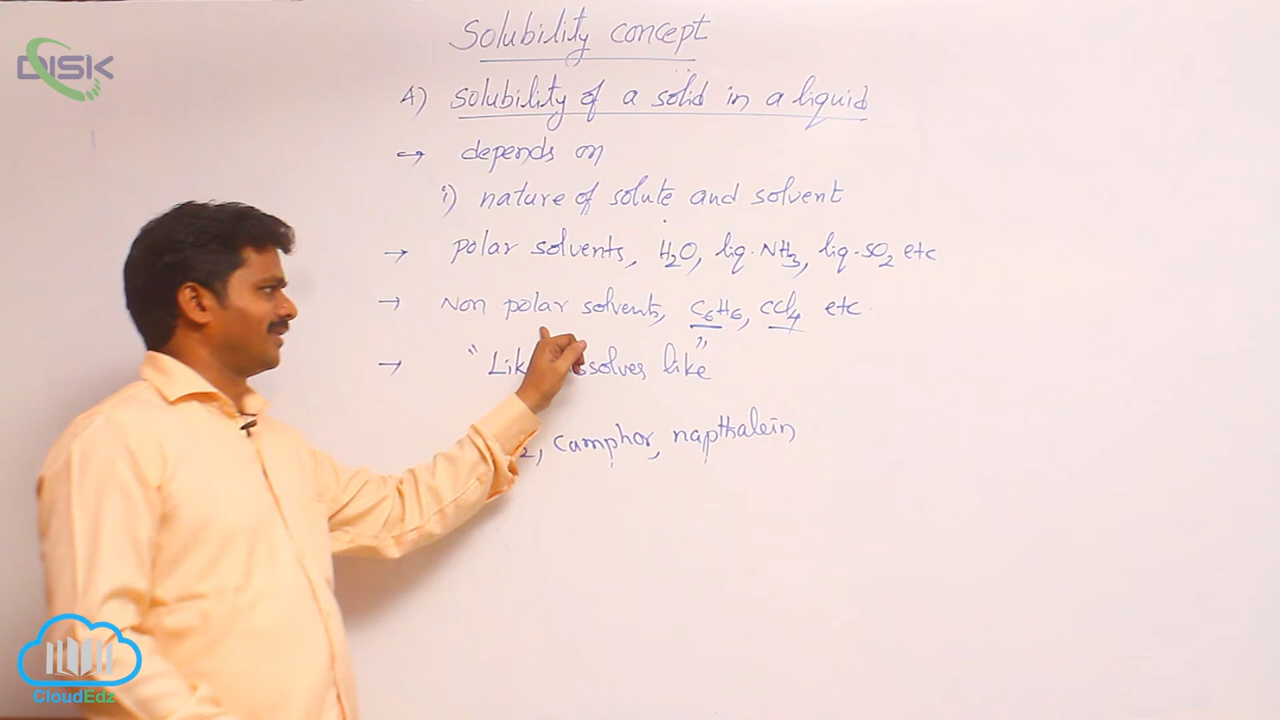 DISK
Solubility concept
A) solubility of a solid in a liquid
→ depends on
i) nature of solute and solvent
→ polar solvents, H₂O, liq. NH₃, liq-SO₂ etc
→ Non polar solvents, C₆H₆, CCl₄ etc.
→ "Like dissolves like"
camphor, napthalein
CloudEdz